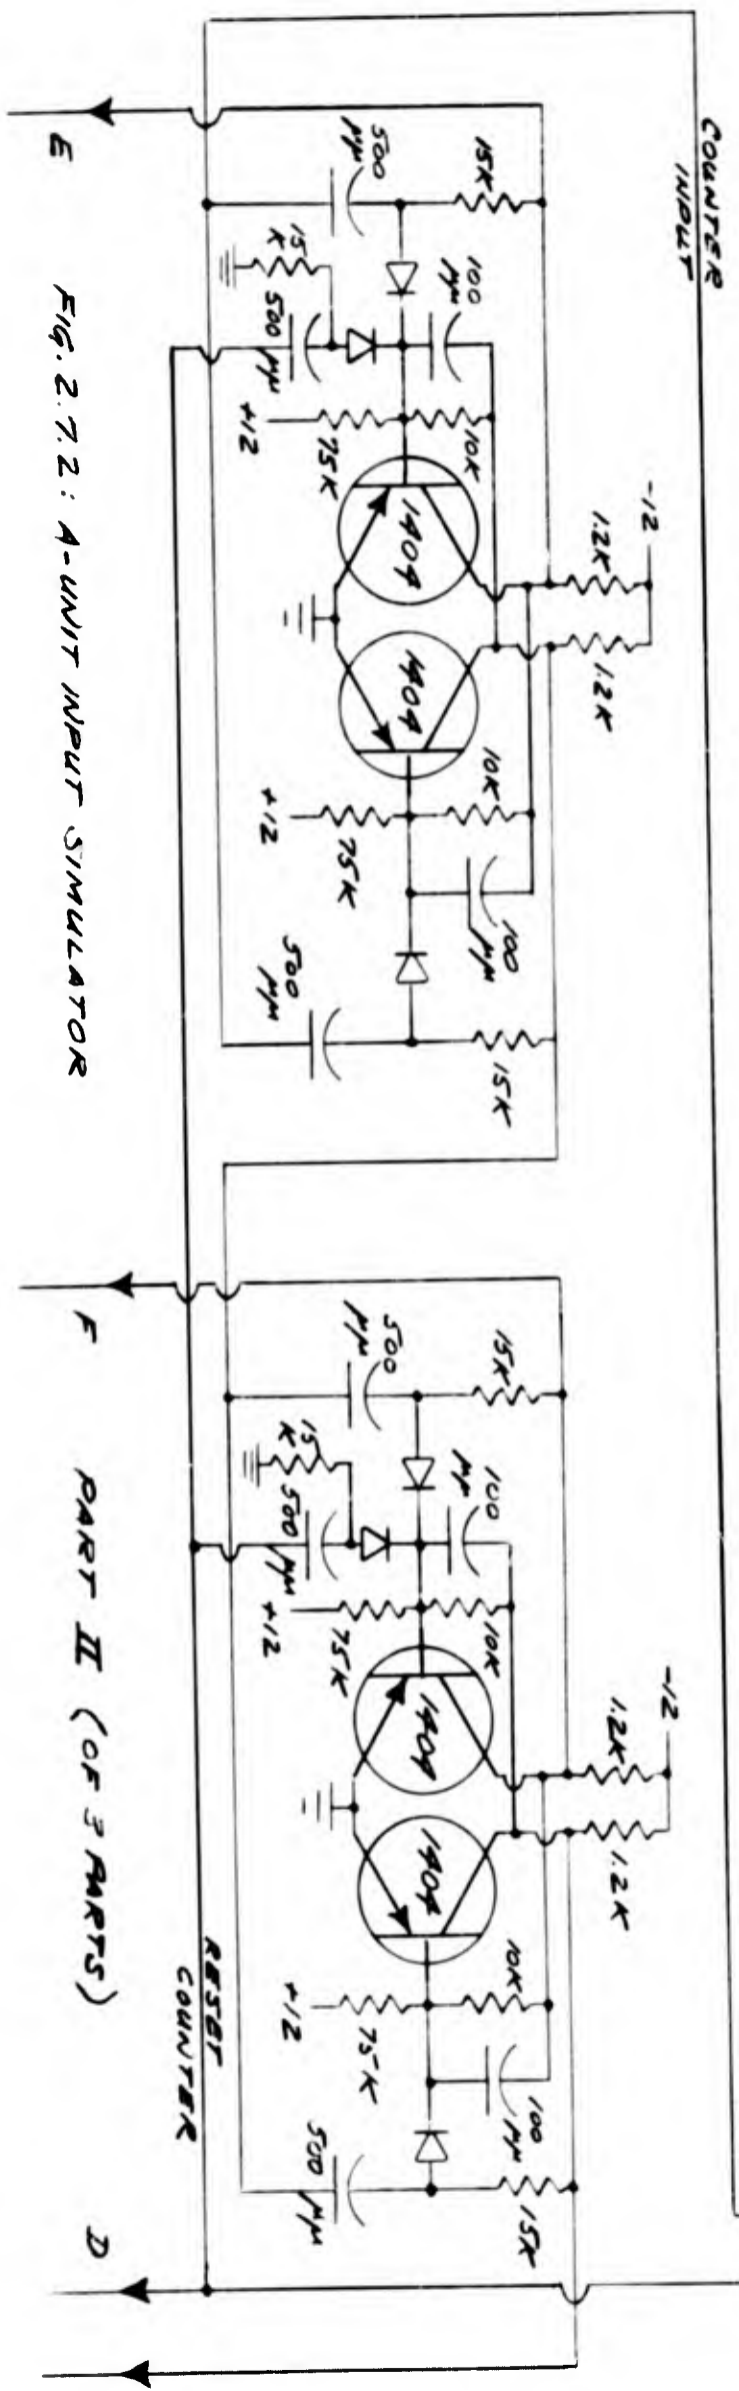 COUNTER
INPUT
-12
-12
1.2K
1.2K
1.2K
1.2K
15K
100
µµ
10K
10K
100
µµ
15K
15K
100
µµ
10K
10K
100
µµ
15K
1404
1404
1404
1404
500
µµ
15
K
500
µµ
+12
75K
+12
75K
500
µµ
500
µµ
15
K
500
µµ
+12
75K
+12
75K
500
µµ
RESET
COUNTER
E
F
D
FIG. 2.7.2: A-UNIT INPUT SIMULATOR
PART II (OF 3 PARTS)